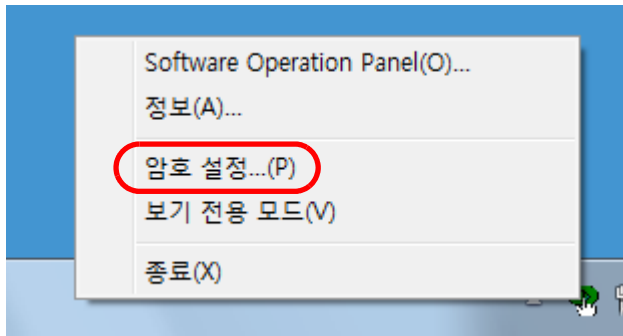 Software Operation Panel(O)...
정보(A)...
암호 설정...(P)
보기 전용 모드(V)
종료(X)